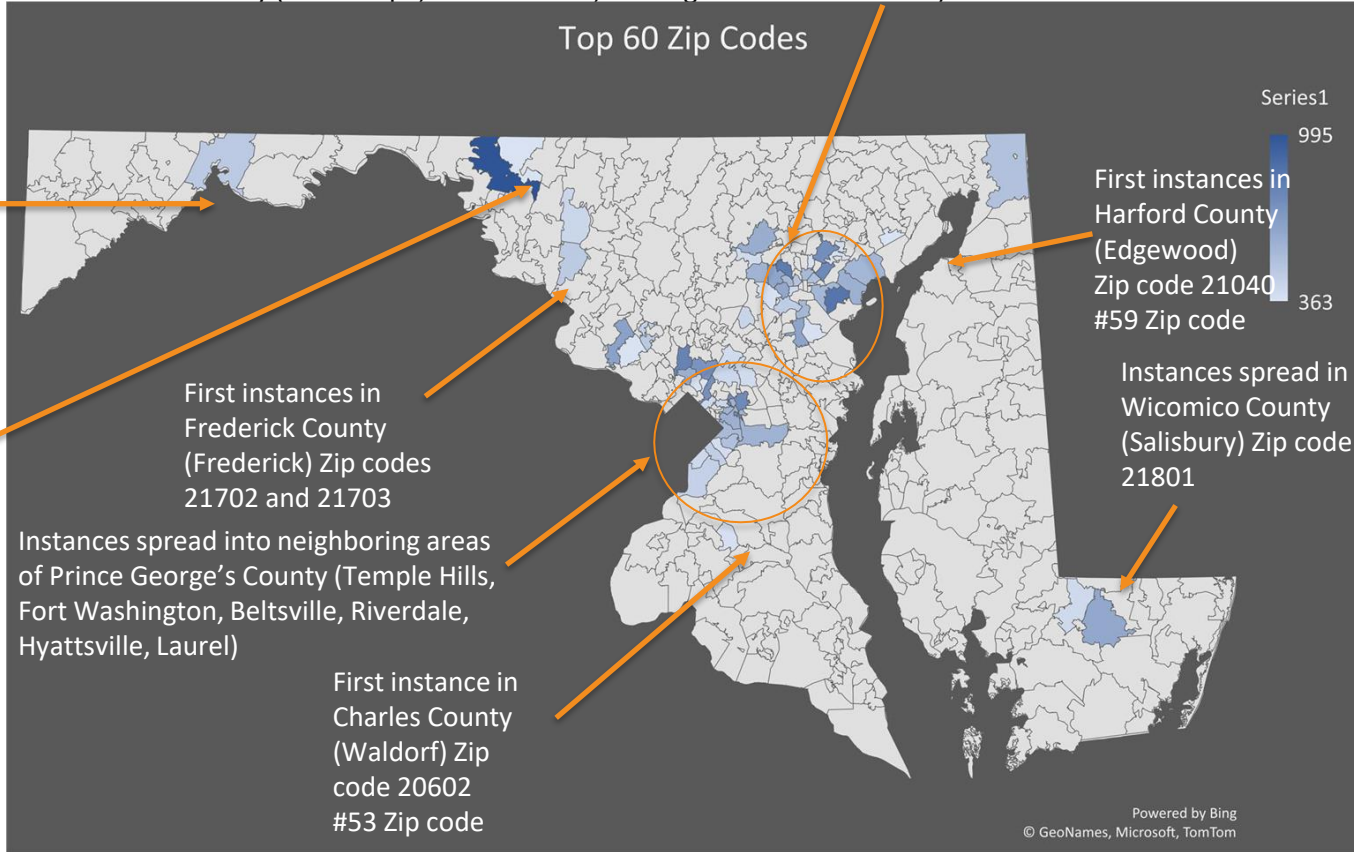 Top 60 Zip Codes
Series1
995
363
First instances in
Harford County
(Edgewood)
Zip code 21040
#59 Zip code
Instances spread in
Wicomico County
(Salisbury) Zip code
21801
First instances in
Frederick County
(Frederick) Zip codes
21702 and 21703
Instances spread into neighboring areas
of Prince George’s County (Temple Hills,
Fort Washington, Beltsville, Riverdale,
Hyattsville, Laurel)
First instance in
Charles County
(Waldorf) Zip
code 20602
#53 Zip code
Powered by Bing
© GeoNames, Microsoft, TomTom